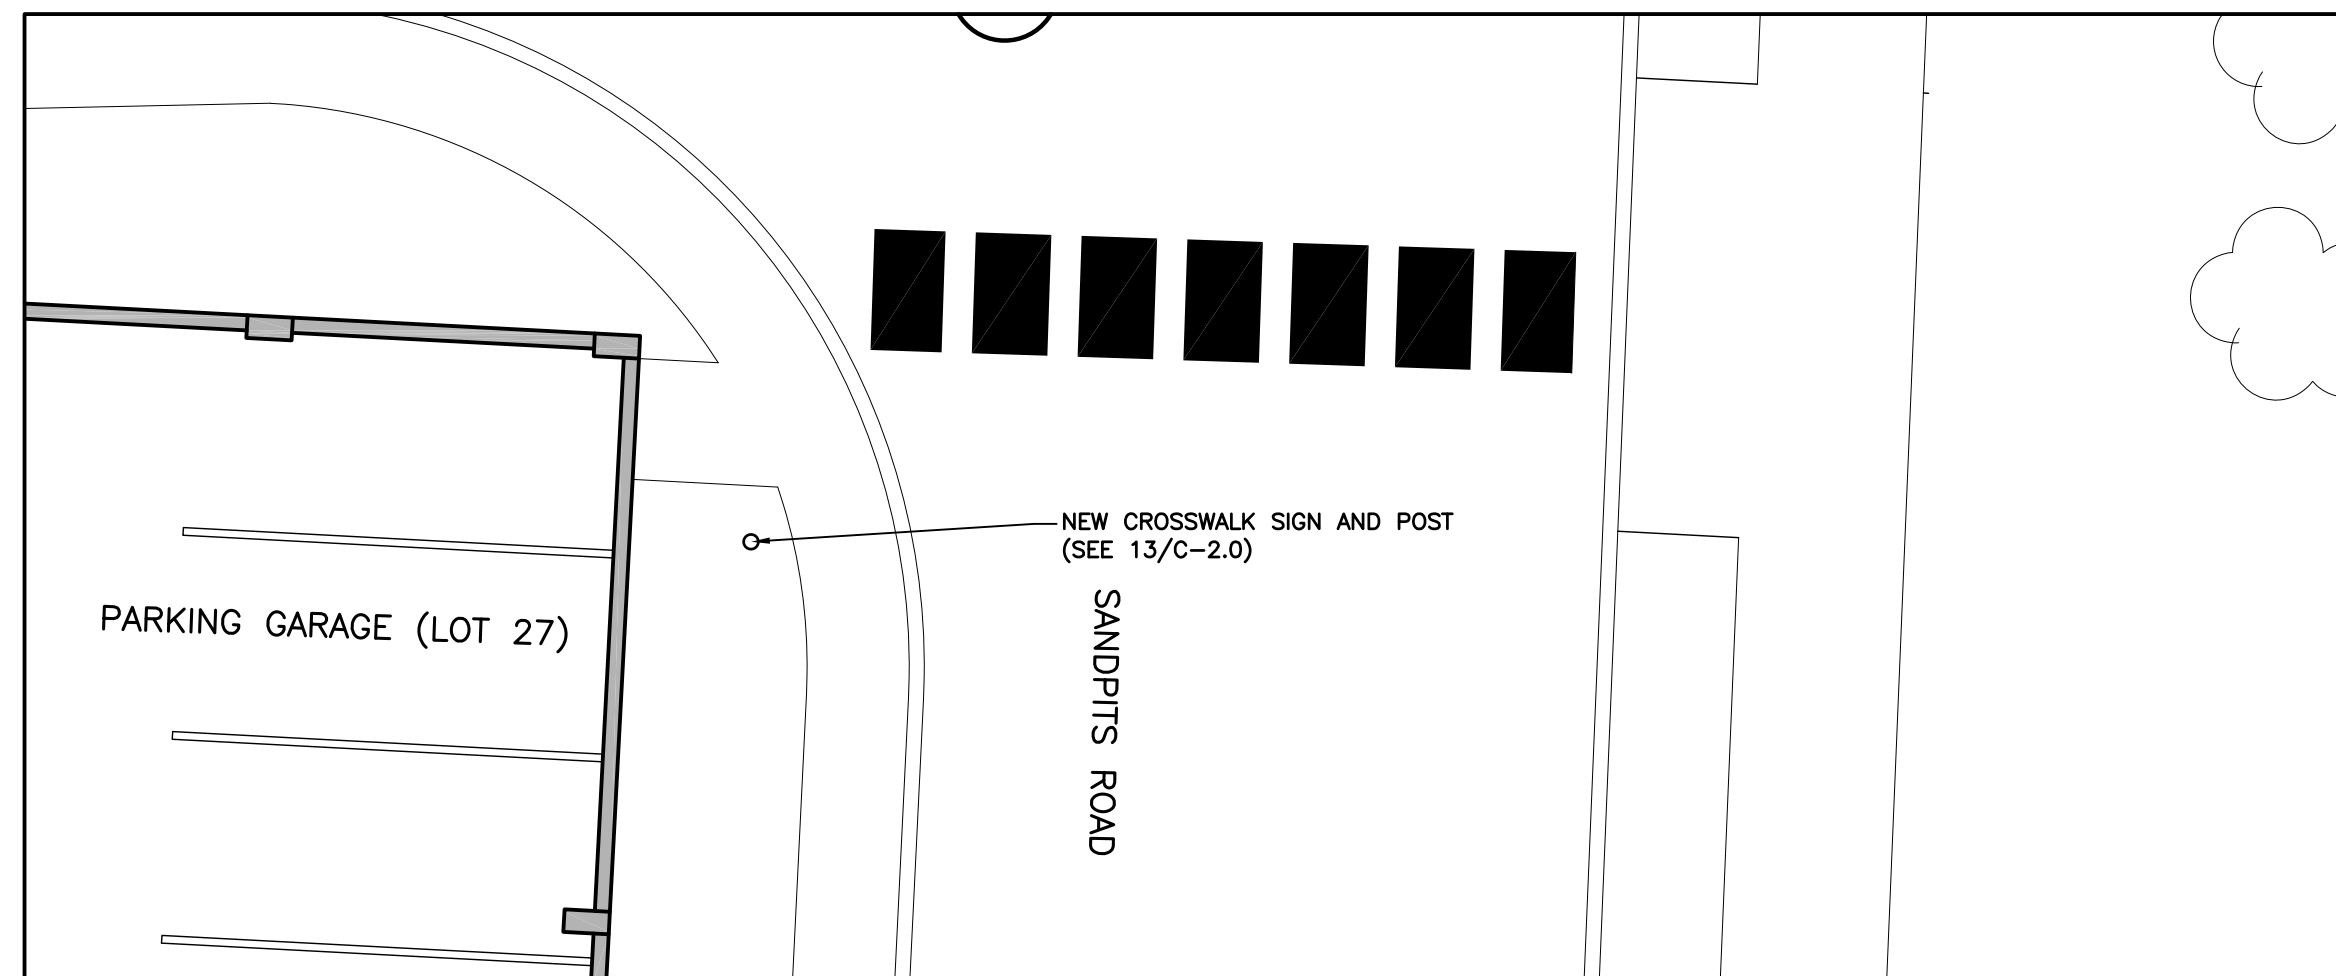 NEW CROSSWALK SIGN AND POST
(SEE 13/C-2.0)
PARKING GARAGE (LOT 27)
SANDPITS ROAD